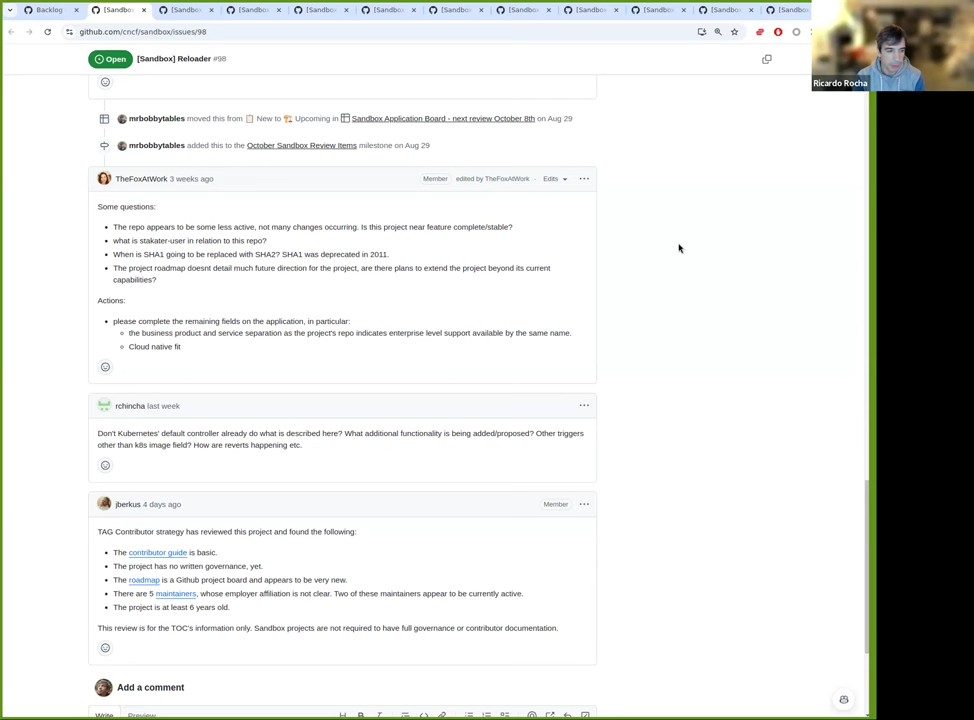 Backlog
[Sandbox
[Sandbox
[Sandbox
[Sandbox
[Sandbox
[Sandbox
[Sandbox
[Sandbox
[Sandbox
[Sandbox
[Sandbox
github.com/cncf/sandbox/issues/98
Ricardo Rocha
Open
[Sandbox] Reloader #98
mrbobbytables moved this from 📋 New to 🏗 Upcoming in Sandbox Application Board - next review October 8th on Aug 29
mrbobbytables added this to the October Sandbox Review Items milestone on Aug 29
TheFoxAtWork 3 weeks ago
Member
edited by TheFoxAtWork
Edits
Some questions:
• The repo appears to be some less active, not many changes occurring. Is this project near feature complete/stable?
• what is stakater-user in relation to this repo?
• When is SHA1 going to be replaced with SHA2? SHA1 was deprecated in 2011.
• The project roadmap doesnt detail much future direction for the project, are there plans to extend the project beyond its current
capabilities?
Actions:
• please complete the remaining fields on the application, in particular:
◦ the business product and service separation as the project's repo indicates enterprise level support available by the same name.
◦ Cloud native fit
rchincha last week
Don't Kubernetes' default controller already do what is described here? What additional functionality is being added/proposed? Other triggers
other than k8s image field? How are reverts happening etc.
jberkus 4 days ago
Member
TAG Contributor strategy has reviewed this project and found the following:
• The contributor guide is basic.
• The project has no written governance, yet.
• The roadmap is a Github project board and appears to be very new.
• There are 5 maintainers, whose employer affiliation is not clear. Two of these maintainers appear to be currently active.
• The project is at least 6 years old.
This review is for the TOC's information only. Sandbox projects are not required to have full governance or contributor documentation.
Add a comment
Write
Preview